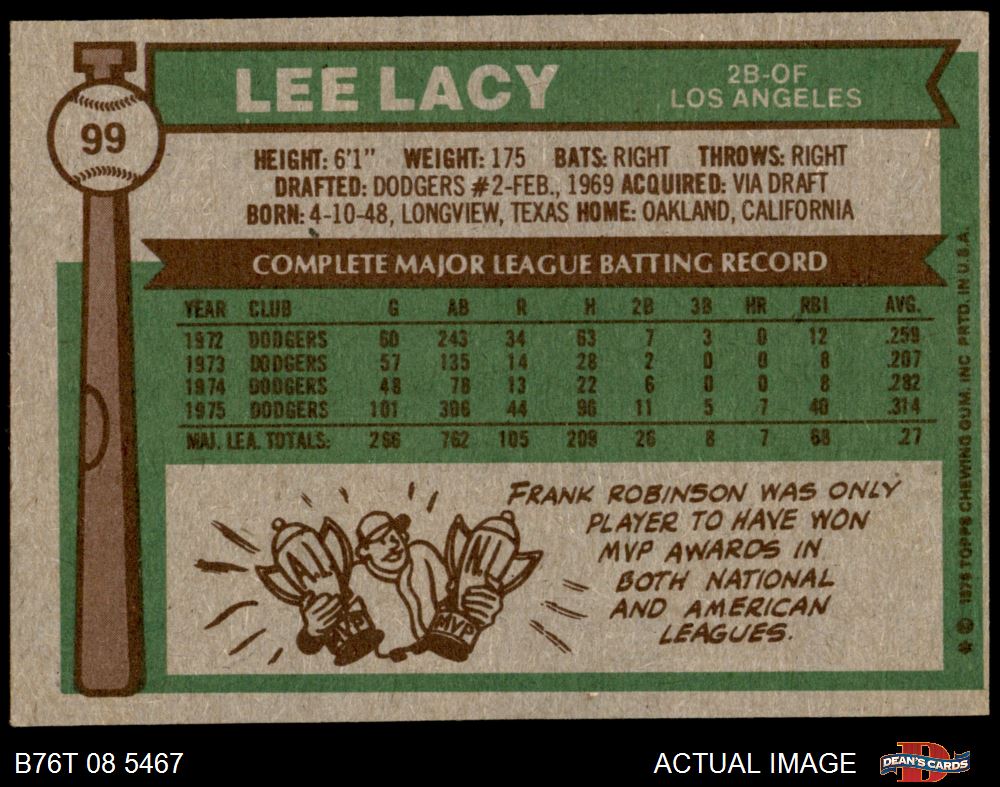 LEE LACY
2B-OF
LOS ANGELES
99
HEIGHT: 6'1" WEIGHT: 175 BATS: RIGHT THROWS: RIGHT
DRAFTED: DODGERS #2-FEB., 1969 ACQUIRED: VIA DRAFT
BORN: 4-10-48, LONGVIEW, TEXAS HOME: OAKLAND, CALIFORNIA
COMPLETE MAJOR LEAGUE BATTING RECORD
YEAR CLUB G AB R H 2B 3B HR RBI AVG.
1972 DODGERS 60 243 34 63 7 3 0 12 .259
1973 DODGERS 57 135 14 28 2 0 0 8 .207
1974 DODGERS 48 78 13 22 6 0 0 8 .282
1975 DODGERS 101 306 44 96 11 5 7 40 .314
MAJ. LEA. TOTALS: 266 762 105 209 26 8 7 68 .27
FRANK ROBINSON WAS ONLY
PLAYER TO HAVE WON
MVP AWARDS IN
BOTH NATIONAL
AND AMERICAN
LEAGUES.
A.L.
N.L.
MVP
MVP
© 1976 TOPPS CHEWING GUM, INC PRTD. IN U.S.A.
B76T 08 5467
ACTUAL IMAGE
D
DEAN'S CARDS